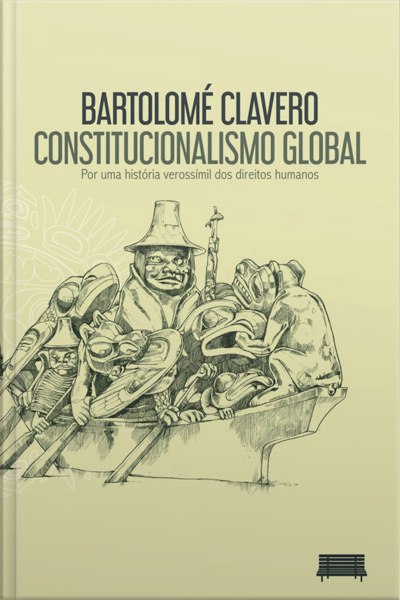 BARTOLOMÉ CLAVERO
CONSTITUCIONALISMO GLOBAL
Por uma história verossímil dos direitos humanos